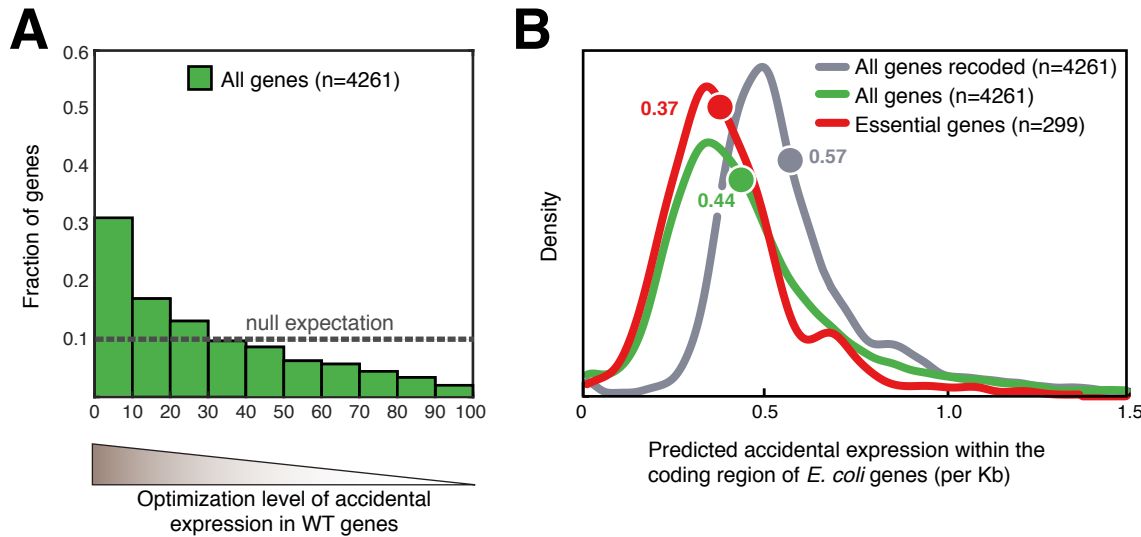 A
0.6
0.5
0.4
0.3
0.2
0.1
Fraction of genes
All genes (n=4261)
null expectation
0 10 20 30 40 50 60 70 80 90 100
Optimization level of accidental
expression in WT genes
B
Density
All genes recoded (n=4261)
All genes (n=4261)
Essential genes (n=299)
0.37
0.57
0.44
0 0.5 1.0 1.5
Predicted accidental expression within the
coding region of E. coli genes (per Kb)